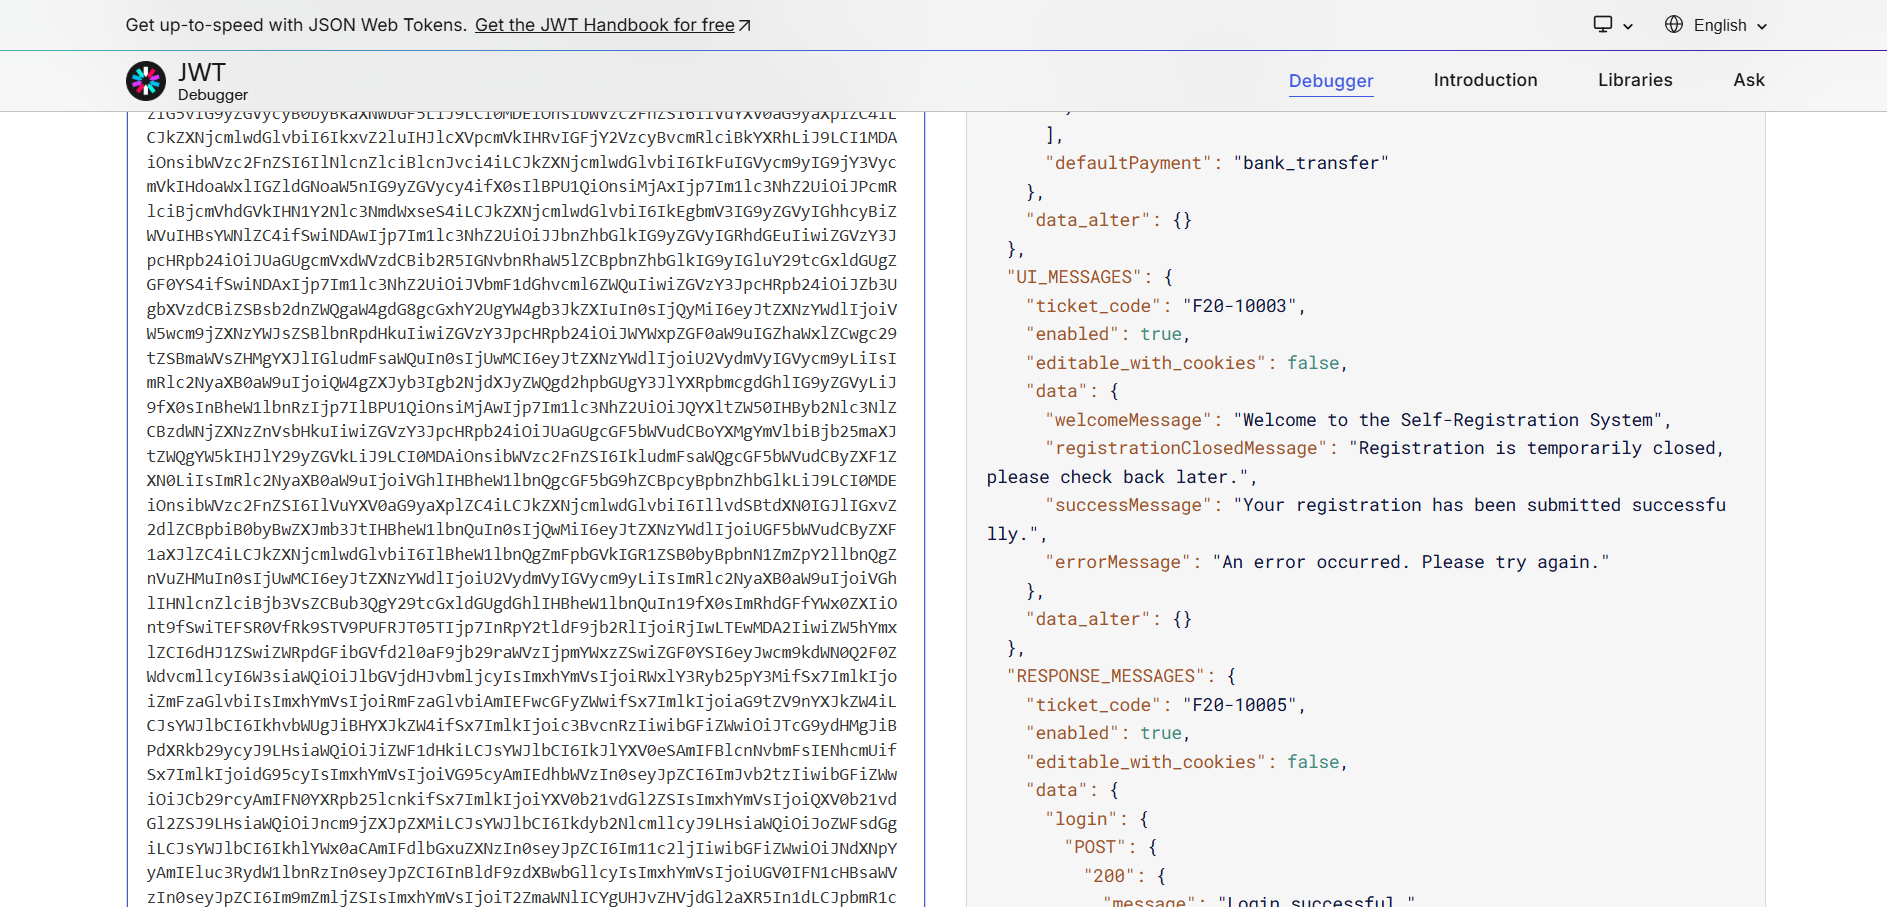 Get up-to-speed with JSON Web Tokens. Get the JWT Handbook for free
English
JWT
Debugger
Debugger
Introduction
Libraries
Ask
CJkZXNjcmlwdGlvbiI6IkxvZ2luIHJlcXVpcmVkIHRvIGFjY2VzcyBvcmRlciBkYXRhLiJ9LCI1MDA
iOnsibWVzc2FnZSI6IlNlcnZlciBlcnJvci4iLCJkZXNjcmlwdGlvbiI6IkFuIGVycm9yIG9jY3Vyc
mVkIHdoaWxlIGZldGNoaW5nIG9yZGVycy4ifX0sIlBPU1QiOnsiMjAxIjp7Im1lc3NhZ2UiOiJPcmR
lciBjcmVhdGVkIHN1Y2Nlc3NmdWxseS4iLCJkZXNjcmlwdGlvbiI6IkEgbmV3IG9yZGVyIGhhcyBiZ
WVuIHBsYWNlZC4ifSwiNDAwIjp7Im1lc3NhZ2UiOiJJbnZhbGlkIG9yZGVyIGRhdGEuIiwiZGVzY3J
pcHRpb24iOiJUaGUgcmVxdWVzdCBib2R5IGNvbnRhaW5lZCBpbnZhbGlkIG9yIGluY29tcGxldGUgZ
GF0YS4ifSwiNDAxIjp7Im1lc3NhZ2UiOiJVbmF1dGhvcml6ZWQuIiwiZGVzY3JpcHRpb24iOiJZb3U
gbXVzdCBiZSBsb2dnZWQgaW4gdG8gcGxhY2UgYW4gb3JkZXIuIn0sIjQyMiI6eyJtZXNzYWdlIjoiV
W5wcm9jZXNzYWJsZSBlbnRpdHkuIiwiZGVzY3JpcHRpb24iOiJWYWxpZGF0aW9uIGZhaWxlZCwgc29
tZSBmaWVsZHMgYXJlIGludmFsaWQuIn0sIjUwMCI6eyJtZXNzYWdlIjoiU2VydmVyIGVycm9yLiIsI
mRlc2NyaXB0aW9uIjoiQW4gZXJyb3Igb2NjdXJyZWQgd2hpbGUgY3JlYXRpbmcgdGhlIG9yZGVyLiJ
9fX0sInBheW1lbnRzIjp7IlBPU1QiOnsiMjAwIjp7Im1lc3NhZ2UiOiJQYXltZW50IHByb2Nlc3NlZ
CBzdWNjZXNzZnVsbHkuIiwiZGVzY3JpcHRpb24iOiJUaGUgcGF5bWVudCBoYXMgYmVlbiBjb25maXJ
tZWQgYW5kIHJlY29yZGVkLiJ9LCI0MDAiOnsibWVzc2FnZSI6IkludmFsaWQgcGF5bWVudCByZXF1Z
XN0LiIsImRlc2NyaXB0aW9uIjoiVGhlIHBheW1lbnQgcGF5bG9hZCBpcyBpbnZhbGlkLiJ9LCI0MDE
iOnsibWVzc2FnZSI6IlVuYXV0aG9yaXplZC4iLCJkZXNjcmlwdGlvbiI6IllvdSBtdXN0IGJlIGxvZ
2dlZCBpbiB0byBwZXJmb3JtIHBheW1lbnQuIn0sIjQwMiI6eyJtZXNzYWdlIjoiUGF5bWVudCByZXF
1aXJlZC4iLCJkZXNjcmlwdGlvbiI6IlBheW1lbnQgZmFpbGVkIGR1ZSB0byBpbnN1ZmZpY2llbnQgZ
nVuZHMuIn0sIjUwMCI6eyJtZXNzYWdlIjoiU2VydmVyIGVycm9yLiIsImRlc2NyaXB0aW9uIjoiVGh
lIHNlcnZlciBjb3VsZCBub3QgY29tcGxldGUgdGhlIHBheW1lbnQuIn19fX0sImRhdGFfYWx0ZXIiO
nt9fSwiTEFSR0VfRk9STV9PUFRJT05TIjp7InRpY2tldF9jb2RlIjoiRjIwLTEwMDA2IiwiZW5hYmx
lZCI6dHJ1ZSwiZWRpdGFibGVfd2l0aF9jb29raWVzIjpmYWxzZSwiZGF0YSI6eyJwcm9kdWN0Q2F0Z
WdvcmllcyI6W3siaWQiOiJlbGVjdHJvbmljcyIsImxhYmVsIjoiRWxlY3Ryb25pY3MifSx7ImlkIjo
iZmFzaGlvbiIsImxhYmVsIjoiRmFzaGlvbiAmIEFwcGFyZWwifSx7ImlkIjoiaG9tZV9nYXJkZW4iL
CJsYWJlbCI6IkhvbWUgJiBHYXJkZW4ifSx7ImlkIjoic3BvcnRzIiwibGFiZWwiOiJTcG9ydHMgJiB
PdXRkb29ycyJ9LHsiaWQiOiJiZWF1dHkiLCJsYWJlbCI6IkJlYXV0eSAmIFBlcnNvbmFsIENhcmUif
Sx7ImlkIjoidG95cyIsImxhYmVsIjoiVG95cyAmIEdhbWVzIn0seyJpZCI6ImJvb2tzIiwibGFiZWw
iOiJCb29rcyAmIFN0YXRpb25lcnkifSx7ImlkIjoiYXV0b21vdGl2ZSIsImxhYmVsIjoiQXV0b21vd
Gl2ZSJ9LHsiaWQiOiJncm9jZXJpZXMiLCJsYWJlbCI6Ikdyb2NlcmllcyJ9LHsiaWQiOiJoZWFsdGg
iLCJsYWJlbCI6IkhlYWx0aCAmIFdlbGxuZXNzIn0seyJpZCI6Im11c2ljIiwibGFiZWwiOiJNdXNpY
yAmIEluc3RydW1lbnRzIn0seyJpZCI6InBldF9zdXBwbGllcyIsImxhYmVsIjoiUGV0IFN1cHBsaWV
zIn0seyJpZCI6Im9mZmljZSIsImxhYmVsIjoiT2ZmaWNlICYgUHJvZHVjdGl2aXR5In1dLCJpbmR1c
],
"defaultPayment": "bank_transfer"
},
"data_alter": {}
},
"UI_MESSAGES": {
"ticket_code": "F20-10003",
"enabled": true,
"editable_with_cookies": false,
"data": {
"welcomeMessage": "Welcome to the Self-Registration System",
"registrationClosedMessage": "Registration is temporarily closed,
please check back later.",
"successMessage": "Your registration has been submitted successfu
lly.",
"errorMessage": "An error occurred. Please try again."
},
"data_alter": {}
},
"RESPONSE_MESSAGES": {
"ticket_code": "F20-10005",
"enabled": true,
"editable_with_cookies": false,
"data": {
"login": {
"POST": {
"200": {
"message": "Login successful."